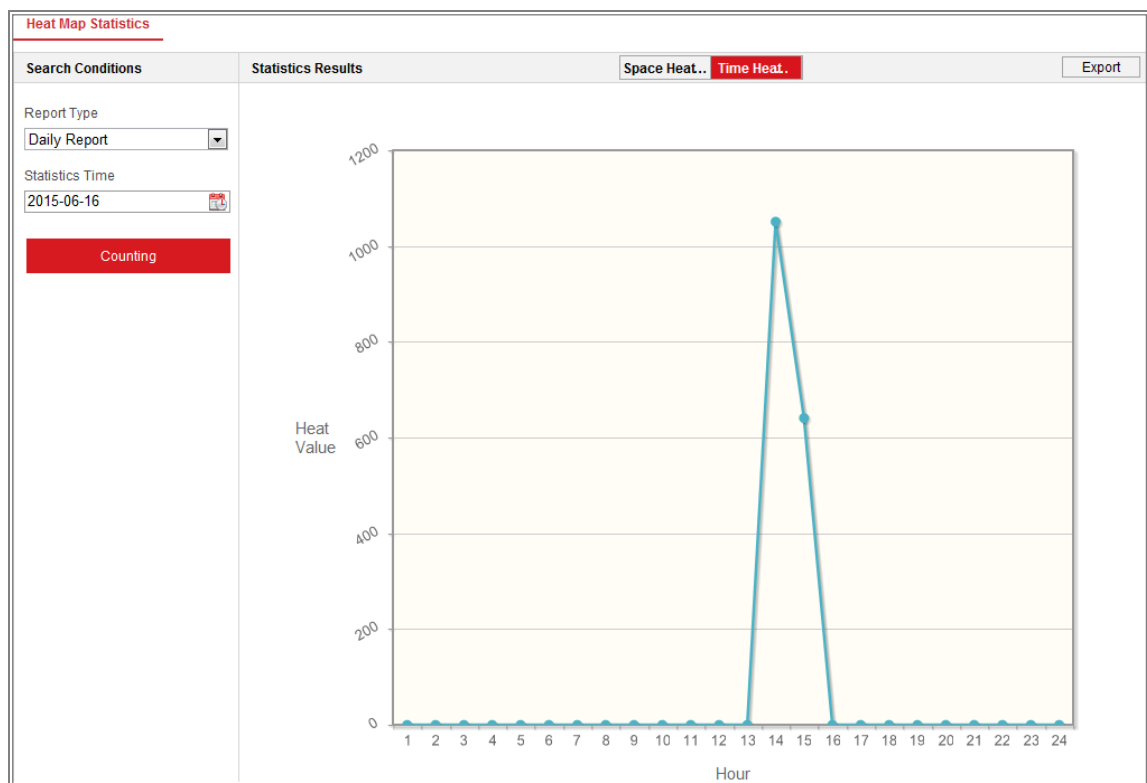 Heat Map Statistics
Search Conditions
Statistics Results
Space Heat...
Time Heat..
Export
Report Type
Daily Report
Statistics Time
2015-06-16
Counting
1200
1000
800
600
400
200
0
Heat
Value
1 2 3 4 5 6 7 8 9 10 11 12 13 14 15 16 17 18 19 20 21 22 23 24
Hour